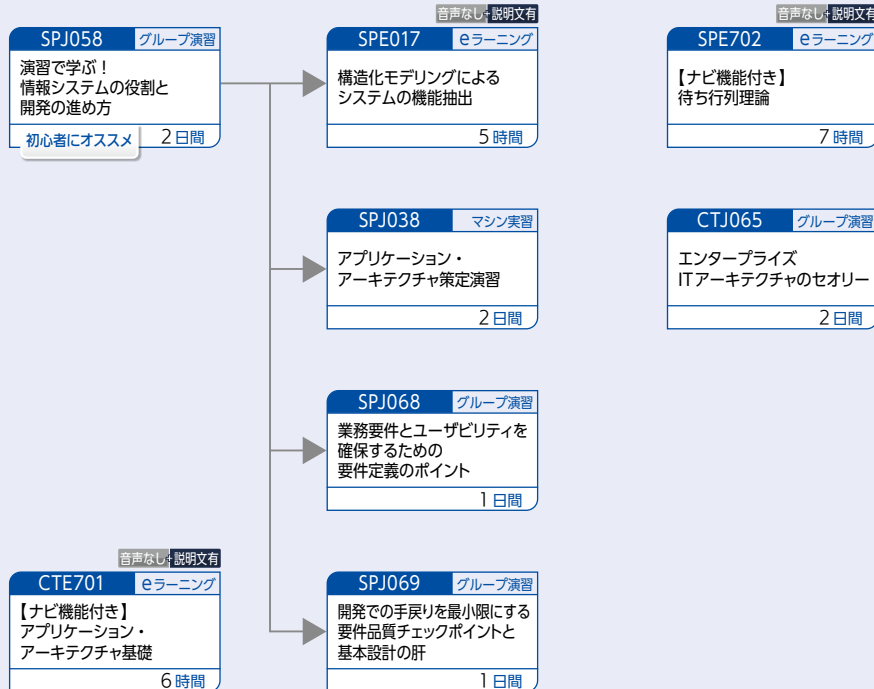 SPJ058 グループ演習
演習で学ぶ!
情報システムの役割と
開発の進め方
初心者にオススメ 2日間
音声なし+説明文有
SPE017 eラーニング
構造化モデリングによる
システムの機能抽出
5時間
音声なし+説明文有
SPE702 eラーニング
【ナビ機能付き】
待ち行列理論
7時間
SPJ038 マシン実習
アプリケーション・
アーキテクチャ策定演習
2日間
CTJ065 グループ演習
エンタープライズ
ITアーキテクチャのセオリー
2日間
SPJ068 グループ演習
業務要件とユーザビリティを
確保するための
要件定義のポイント
1日間
音声なし+説明文有
CTE701 eラーニング
【ナビ機能付き】
アプリケーション・
アーキテクチャ基礎
6時間
SPJ069 グループ演習
開発での手戻りを最小限にする
要件品質チェックポイントと
基本設計の肝
1日間